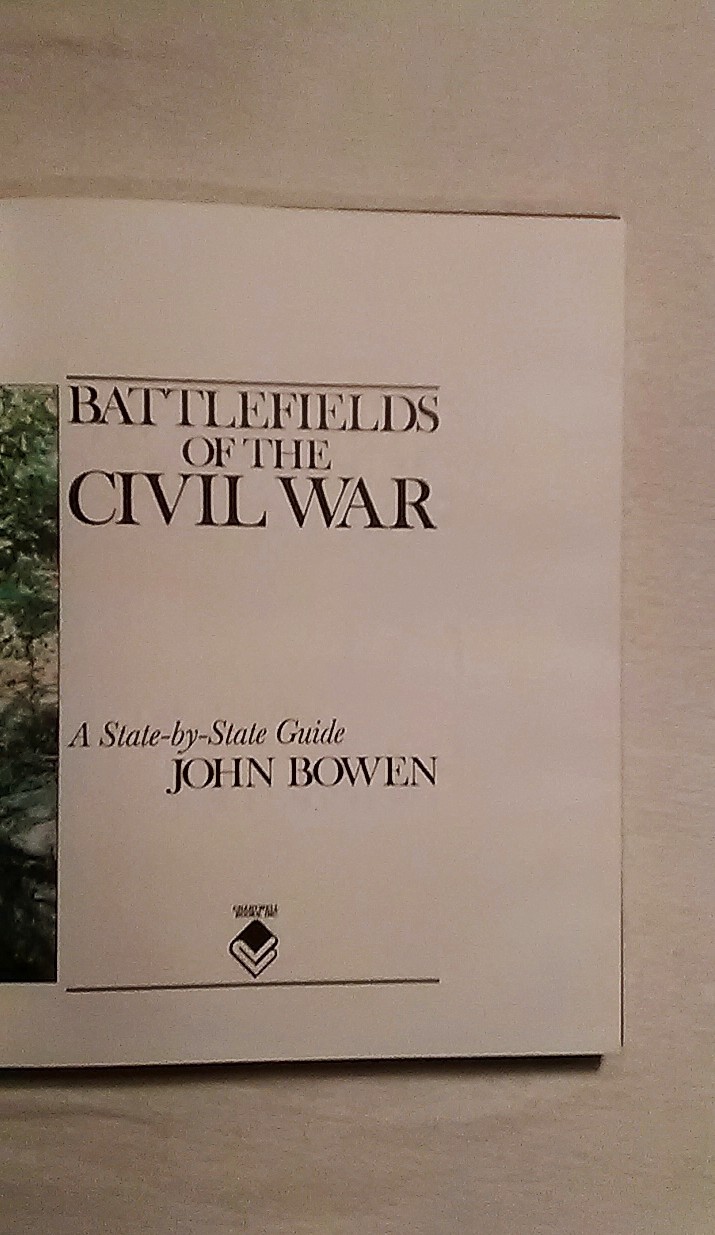 BATTLEFIELDS
OF THE
CIVIL WAR
A State-by-State Guide
JOHN BOWEN